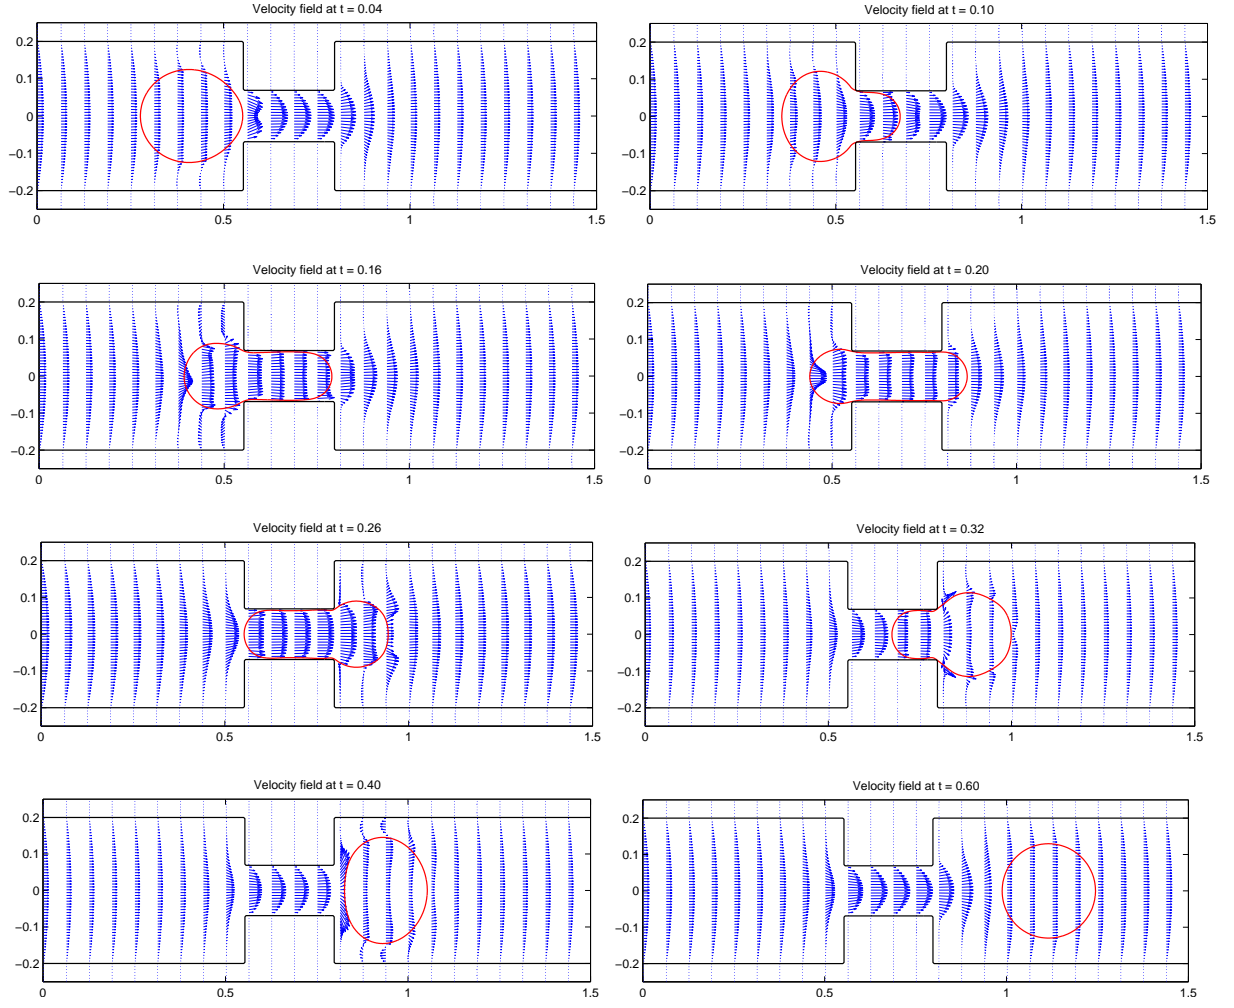 Velocity field at t = 0.04
0.2
0.1
0
−0.1
−0.2
0 0.5 1 1.5
Velocity field at t = 0.10
0.2
0.1
0
−0.1
−0.2
0 0.5 1 1.5
Velocity field at t = 0.16
0.2
0.1
0
−0.1
−0.2
0 0.5 1 1.5
Velocity field at t = 0.20
0.2
0.1
0
−0.1
−0.2
0 0.5 1 1.5
Velocity field at t = 0.26
0.2
0.1
0
−0.1
−0.2
0 0.5 1 1.5
Velocity field at t = 0.32
0.2
0.1
0
−0.1
−0.2
0 0.5 1 1.5
Velocity field at t = 0.40
0.2
0.1
0
−0.1
−0.2
0 0.5 1 1.5
Velocity field at t = 0.60
0.2
0.1
0
−0.1
−0.2
0 0.5 1 1.5